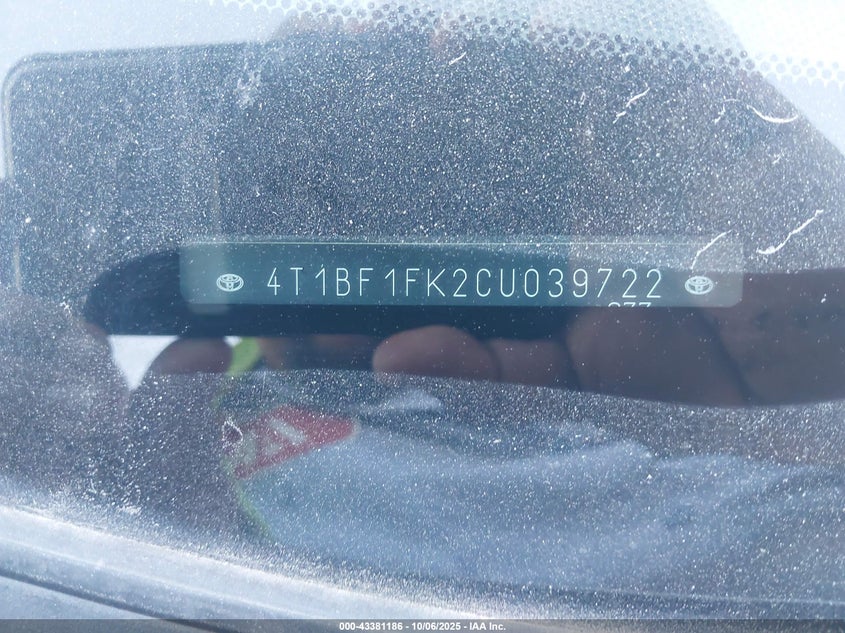 4T1BF1FK2CU039722
000-43381186 - 10/06/2025 - IAA Inc.